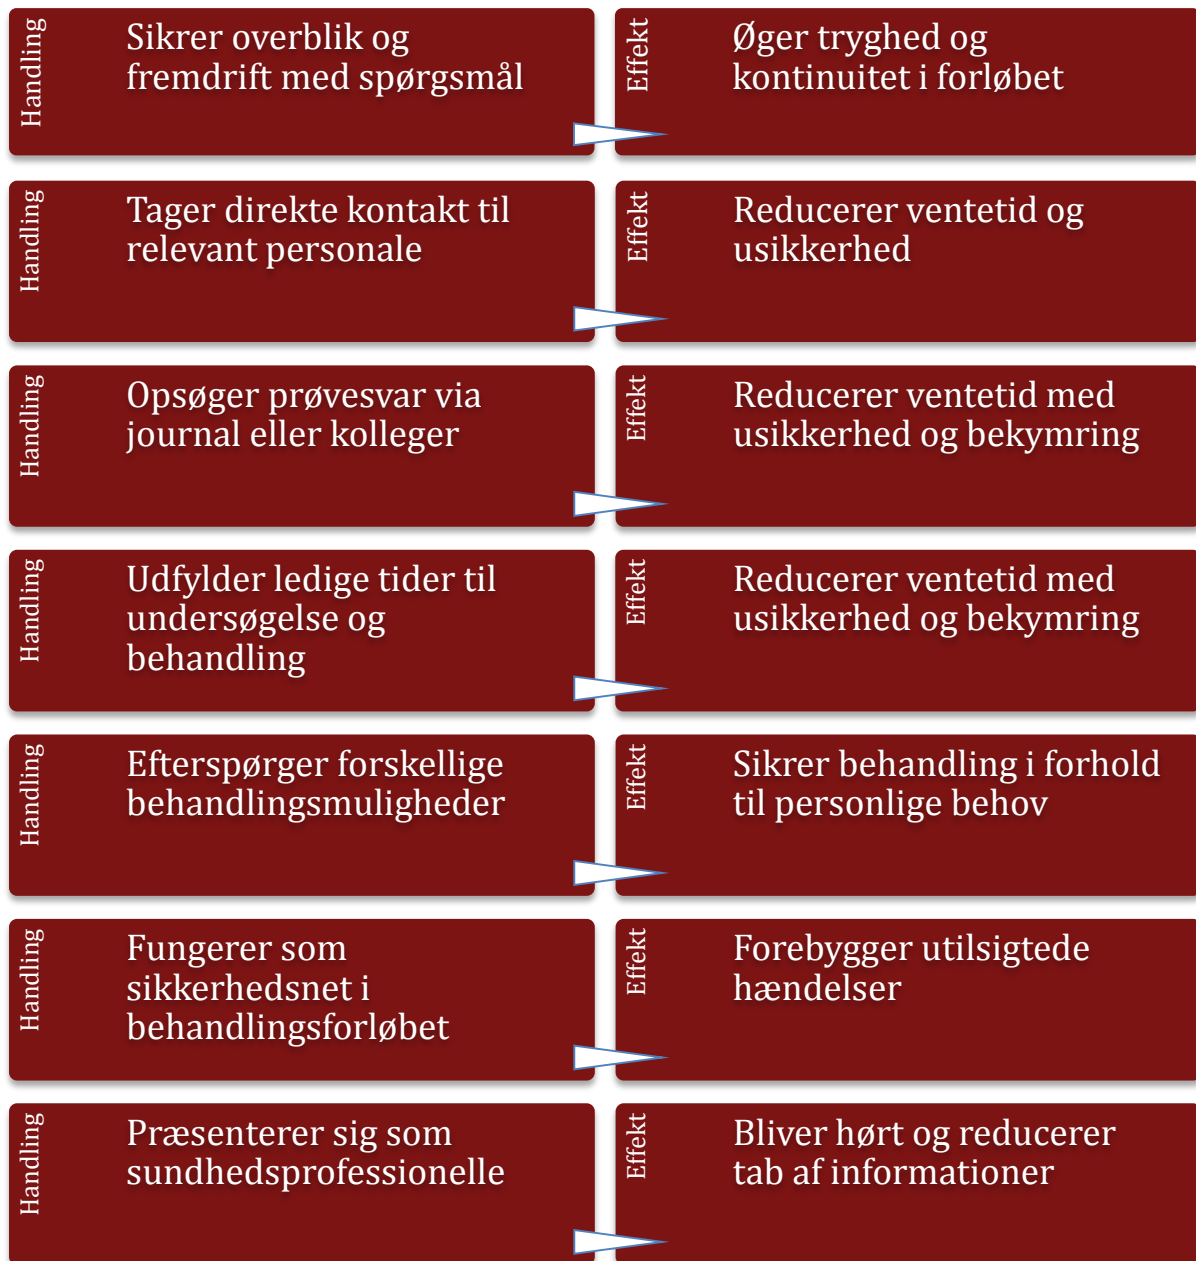 Handling
Sikrer overblik og
fremdrift med spørgsmål
Effekt
Øger tryghed og
kontinuitet i forløbet
Handling
Tager direkte kontakt til
relevant personale
Effekt
Reducerer ventetid og
usikkerhed
Handling
Opsøger prøvesvar via
journal eller kolleger
Effekt
Reducerer ventetid med
usikkerhed og bekymring
Handling
Udfylder ledige tider til
undersøgelse og
behandling
Effekt
Reducerer ventetid med
usikkerhed og bekymring
Handling
Efterspørger forskellige
behandlingsmuligheder
Effekt
Sikrer behandling i forhold
til personlige behov
Handling
Fungerer som
sikkerhedsnet i
behandlingsforløbet
Effekt
Forebygger utilsigtede
hændelser
Handling
Præsenterer sig som
sundhedsprofessionelle
Effekt
Bliver hørt og reducerer
tab af informationer